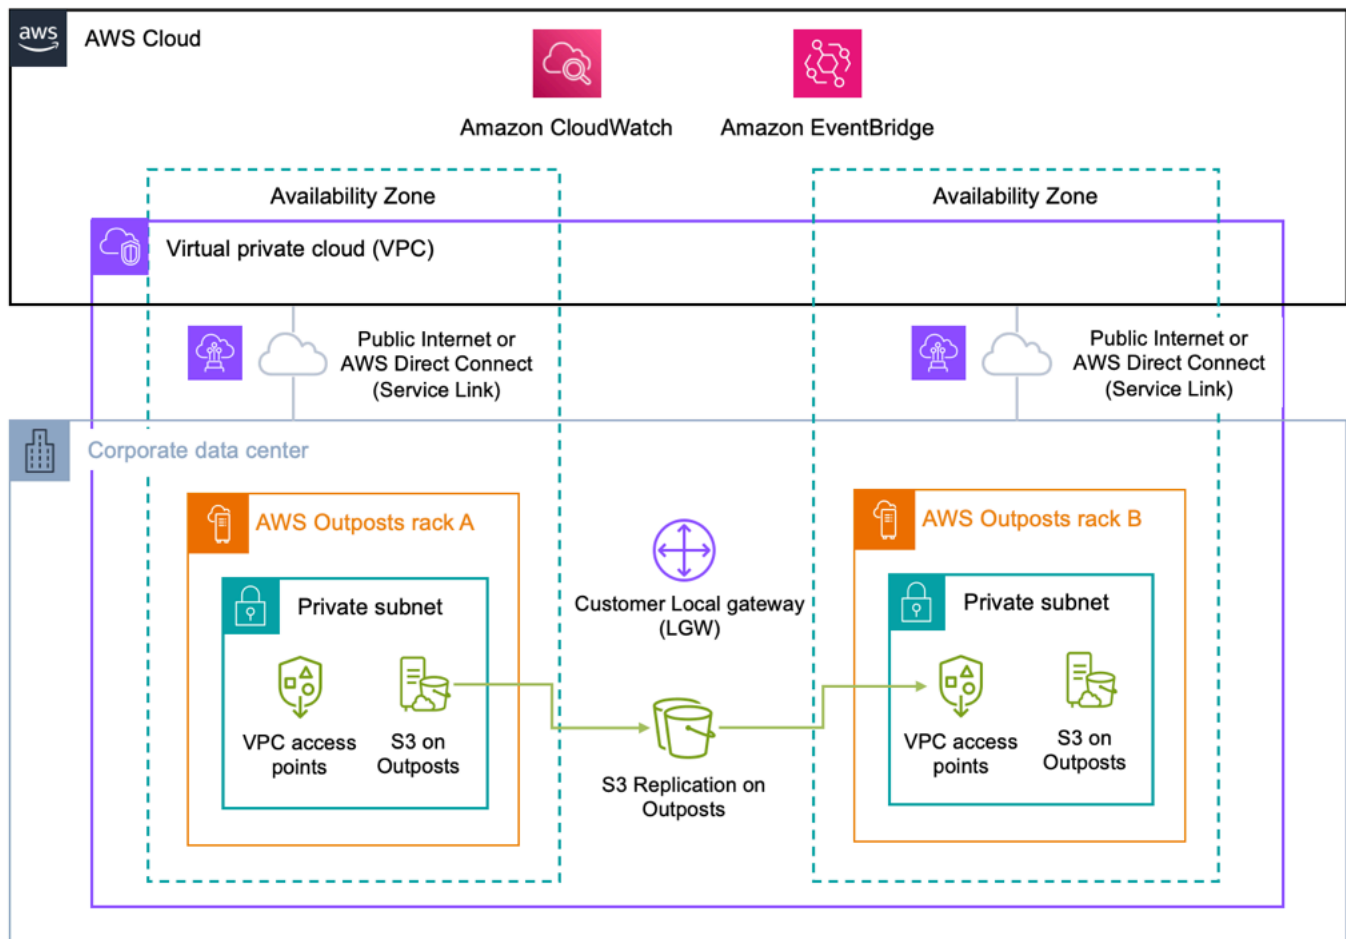 aws
AWS Cloud
Amazon CloudWatch
Amazon EventBridge
Availability Zone
Availability Zone
Virtual private cloud (VPC)
Public Internet or
AWS Direct Connect
(Service Link)
Public Internet or
AWS Direct Connect
(Service Link)
Corporate data center
AWS Outposts rack A
AWS Outposts rack B
Private subnet
Customer Local gateway
(LGW)
Private subnet
VPC access
points
S3 on
Outposts
S3 Replication on
Outposts
VPC access
points
S3 on
Outposts